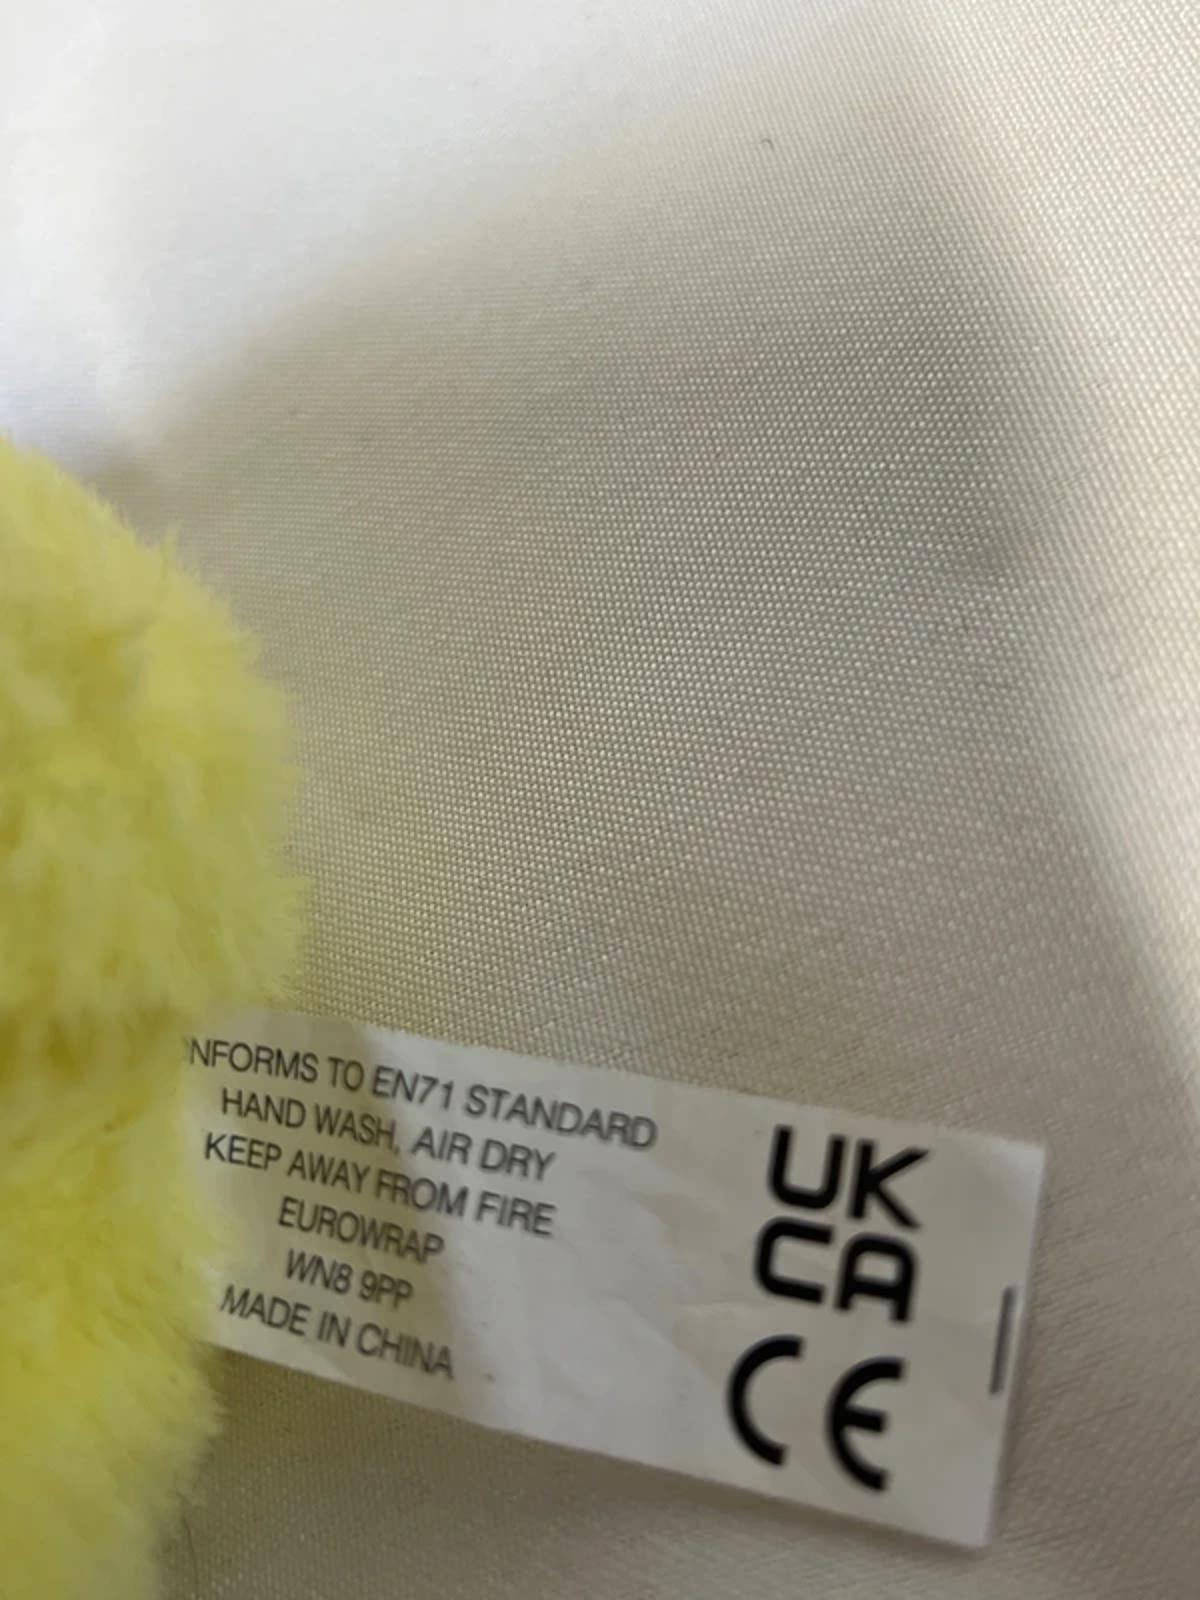 ONFORMS TO EN71 STANDARD
HAND WASH, AIR DRY
KEEP AWAY FROM FIRE
EUROWRAP
WN8 9PP
MADE IN CHINA
UK
CA
CE